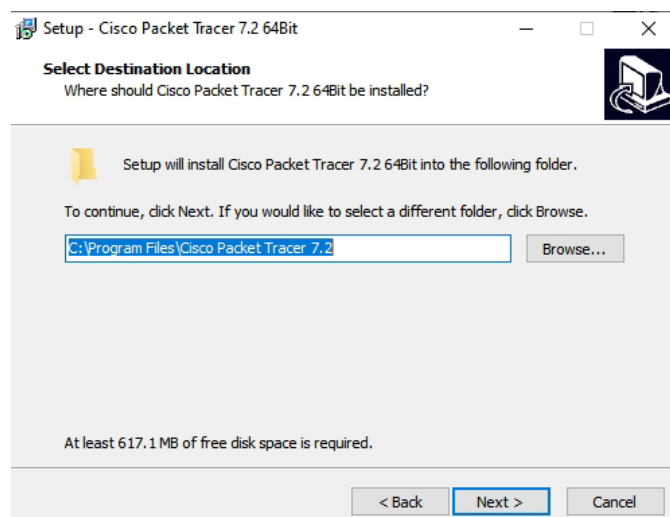 Setup - Cisco Packet Tracer 7.2 64Bit
Select Destination Location
Where should Cisco Packet Tracer 7.2 64Bit be installed?
Setup will install Cisco Packet Tracer 7.2 64Bit into the following folder.
To continue, click Next. If you would like to select a different folder, click Browse.
C:\Program Files\Cisco Packet Tracer 7.2
Browse...
At least 617.1 MB of free disk space is required.
< Back
Next >
Cancel